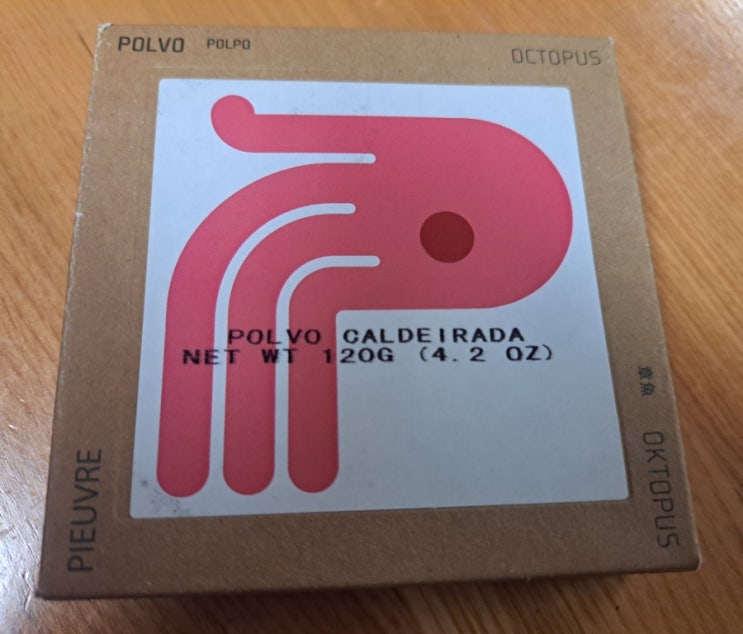 POLVO POLPO
OCTOPUS
POLVO CALDEIRADA
NET WT 120G (4.2 OZ)
章魚
OKTOPUS
PIEUVRE